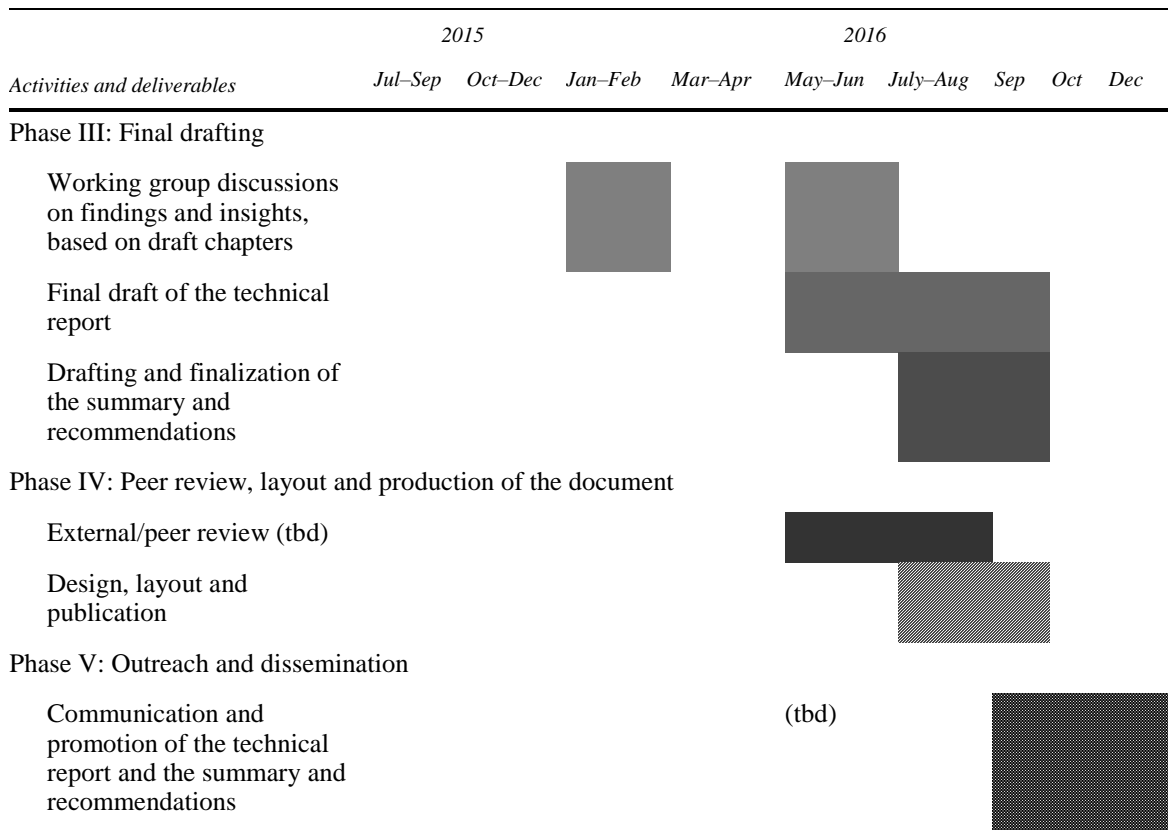 2015 2016
Activities and deliverables Jul–Sep Oct–Dec Jan–Feb Mar–Apr May–Jun July–Aug Sep Oct Dec
Phase III: Final drafting
Working group discussions
on findings and insights,
based on draft chapters
Final draft of the technical
report
Drafting and finalization of
the summary and
recommendations
Phase IV: Peer review, layout and production of the document
External/peer review (tbd)
Design, layout and
publication
Phase V: Outreach and dissemination
Communication and (tbd)
promotion of the technical
report and the summary and
recommendations